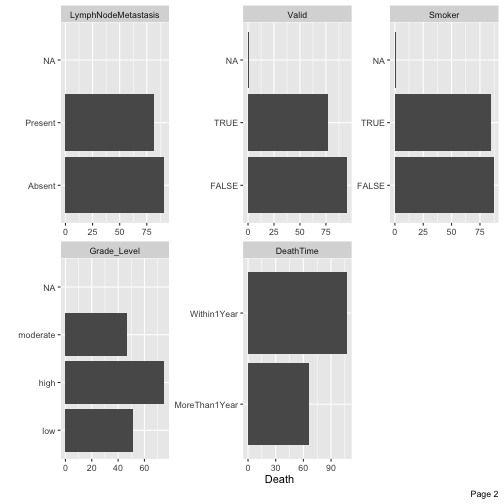 LymphNodeMetastasis
NA
Present
Absent
0 25 50 75
Valid
NA
TRUE
FALSE
0 25 50 75
Smoker
NA
TRUE
FALSE
0 25 50 75
Grade_Level
NA
moderate
high
low
0 20 40 60
DeathTime
Within1Year
MoreThan1Year
0 30 60 90
Death
Page 2